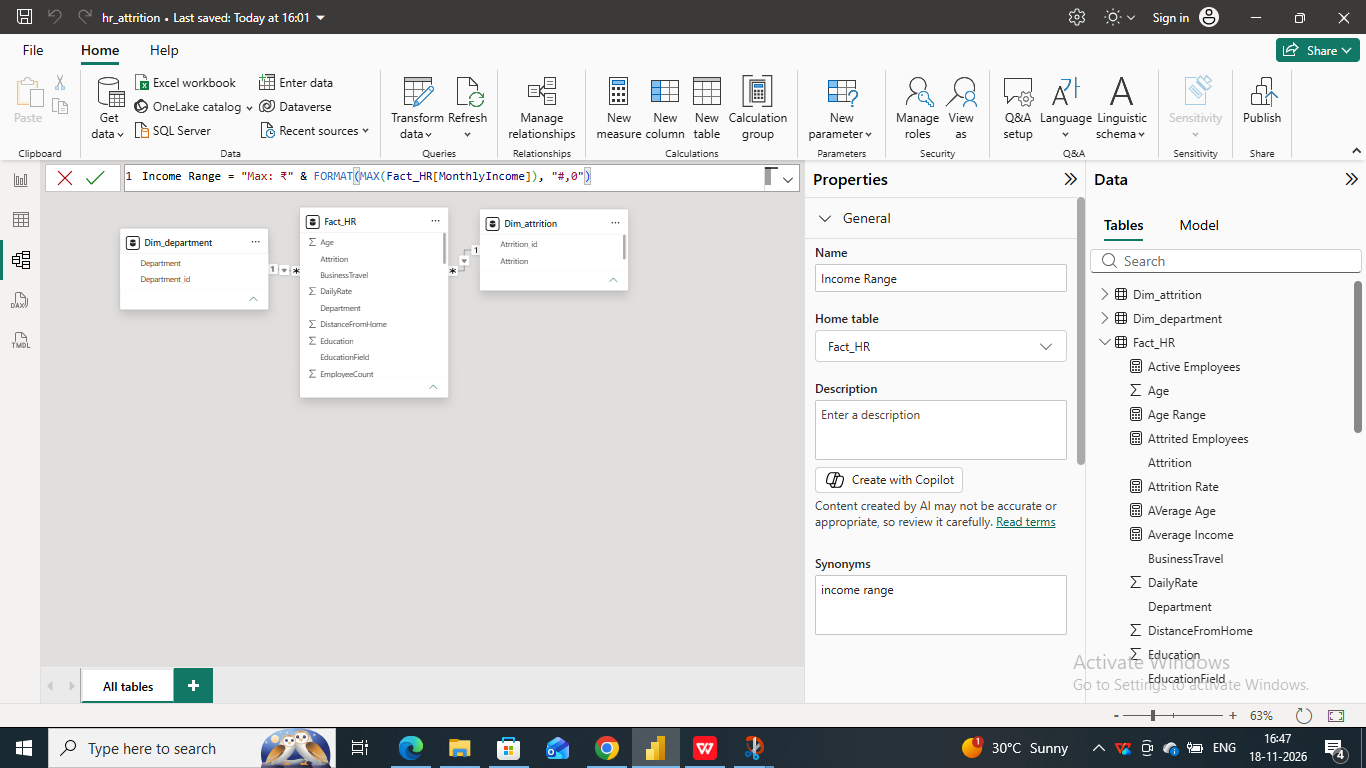 hr_attrition • Last saved: Today at 16:01
Sign in
File Home Help
Share
Paste
Clipboard
Get data
Excel workbook
OneLake catalog
SQL Server
Enter data
Dataverse
Recent sources
Data
Transform data
Refresh
Queries
Manage relationships
Relationships
New measure
New column
New table
Calculation group
Calculations
New parameter
Parameters
Manage roles
View as
Security
Q&A setup
Language
Linguistic schema
Q&A
Sensitivity
Sensitivity
Publish
Share
1 Income Range = "Max: ₹" & FORMAT(MAX(Fact_HR[MonthlyIncome]), "#,0")
Dim_department
Department
Department_id
1
*
Fact_HR
Age
Attrition
BusinessTravel
DailyRate
Department
DistanceFromHome
Education
EducationField
EmployeeCount
*
1
Dim_attrition
Atrrition_id
Attrition
Properties
General
Name
Income Range
Home table
Fact_HR
Description
Enter a description
Create with Copilot
Content created by AI may not be accurate or
appropriate, so review it carefully. Read terms
Synonyms
income range
Data
Tables Model
Search
Dim_attrition
Dim_department
Fact_HR
Active Employees
Age
Age Range
Attrited Employees
Attrition
Attrition Rate
AVerage Age
Average Income
BusinessTravel
DailyRate
Department
DistanceFromHome
Education
EducationField
Activate Windows
Go to Settings to activate Windows.
All tables
+
- + 63%
Type here to search
1
30°C Sunny
ENG
16:47
18-11-2026
4
DAX
TMDL